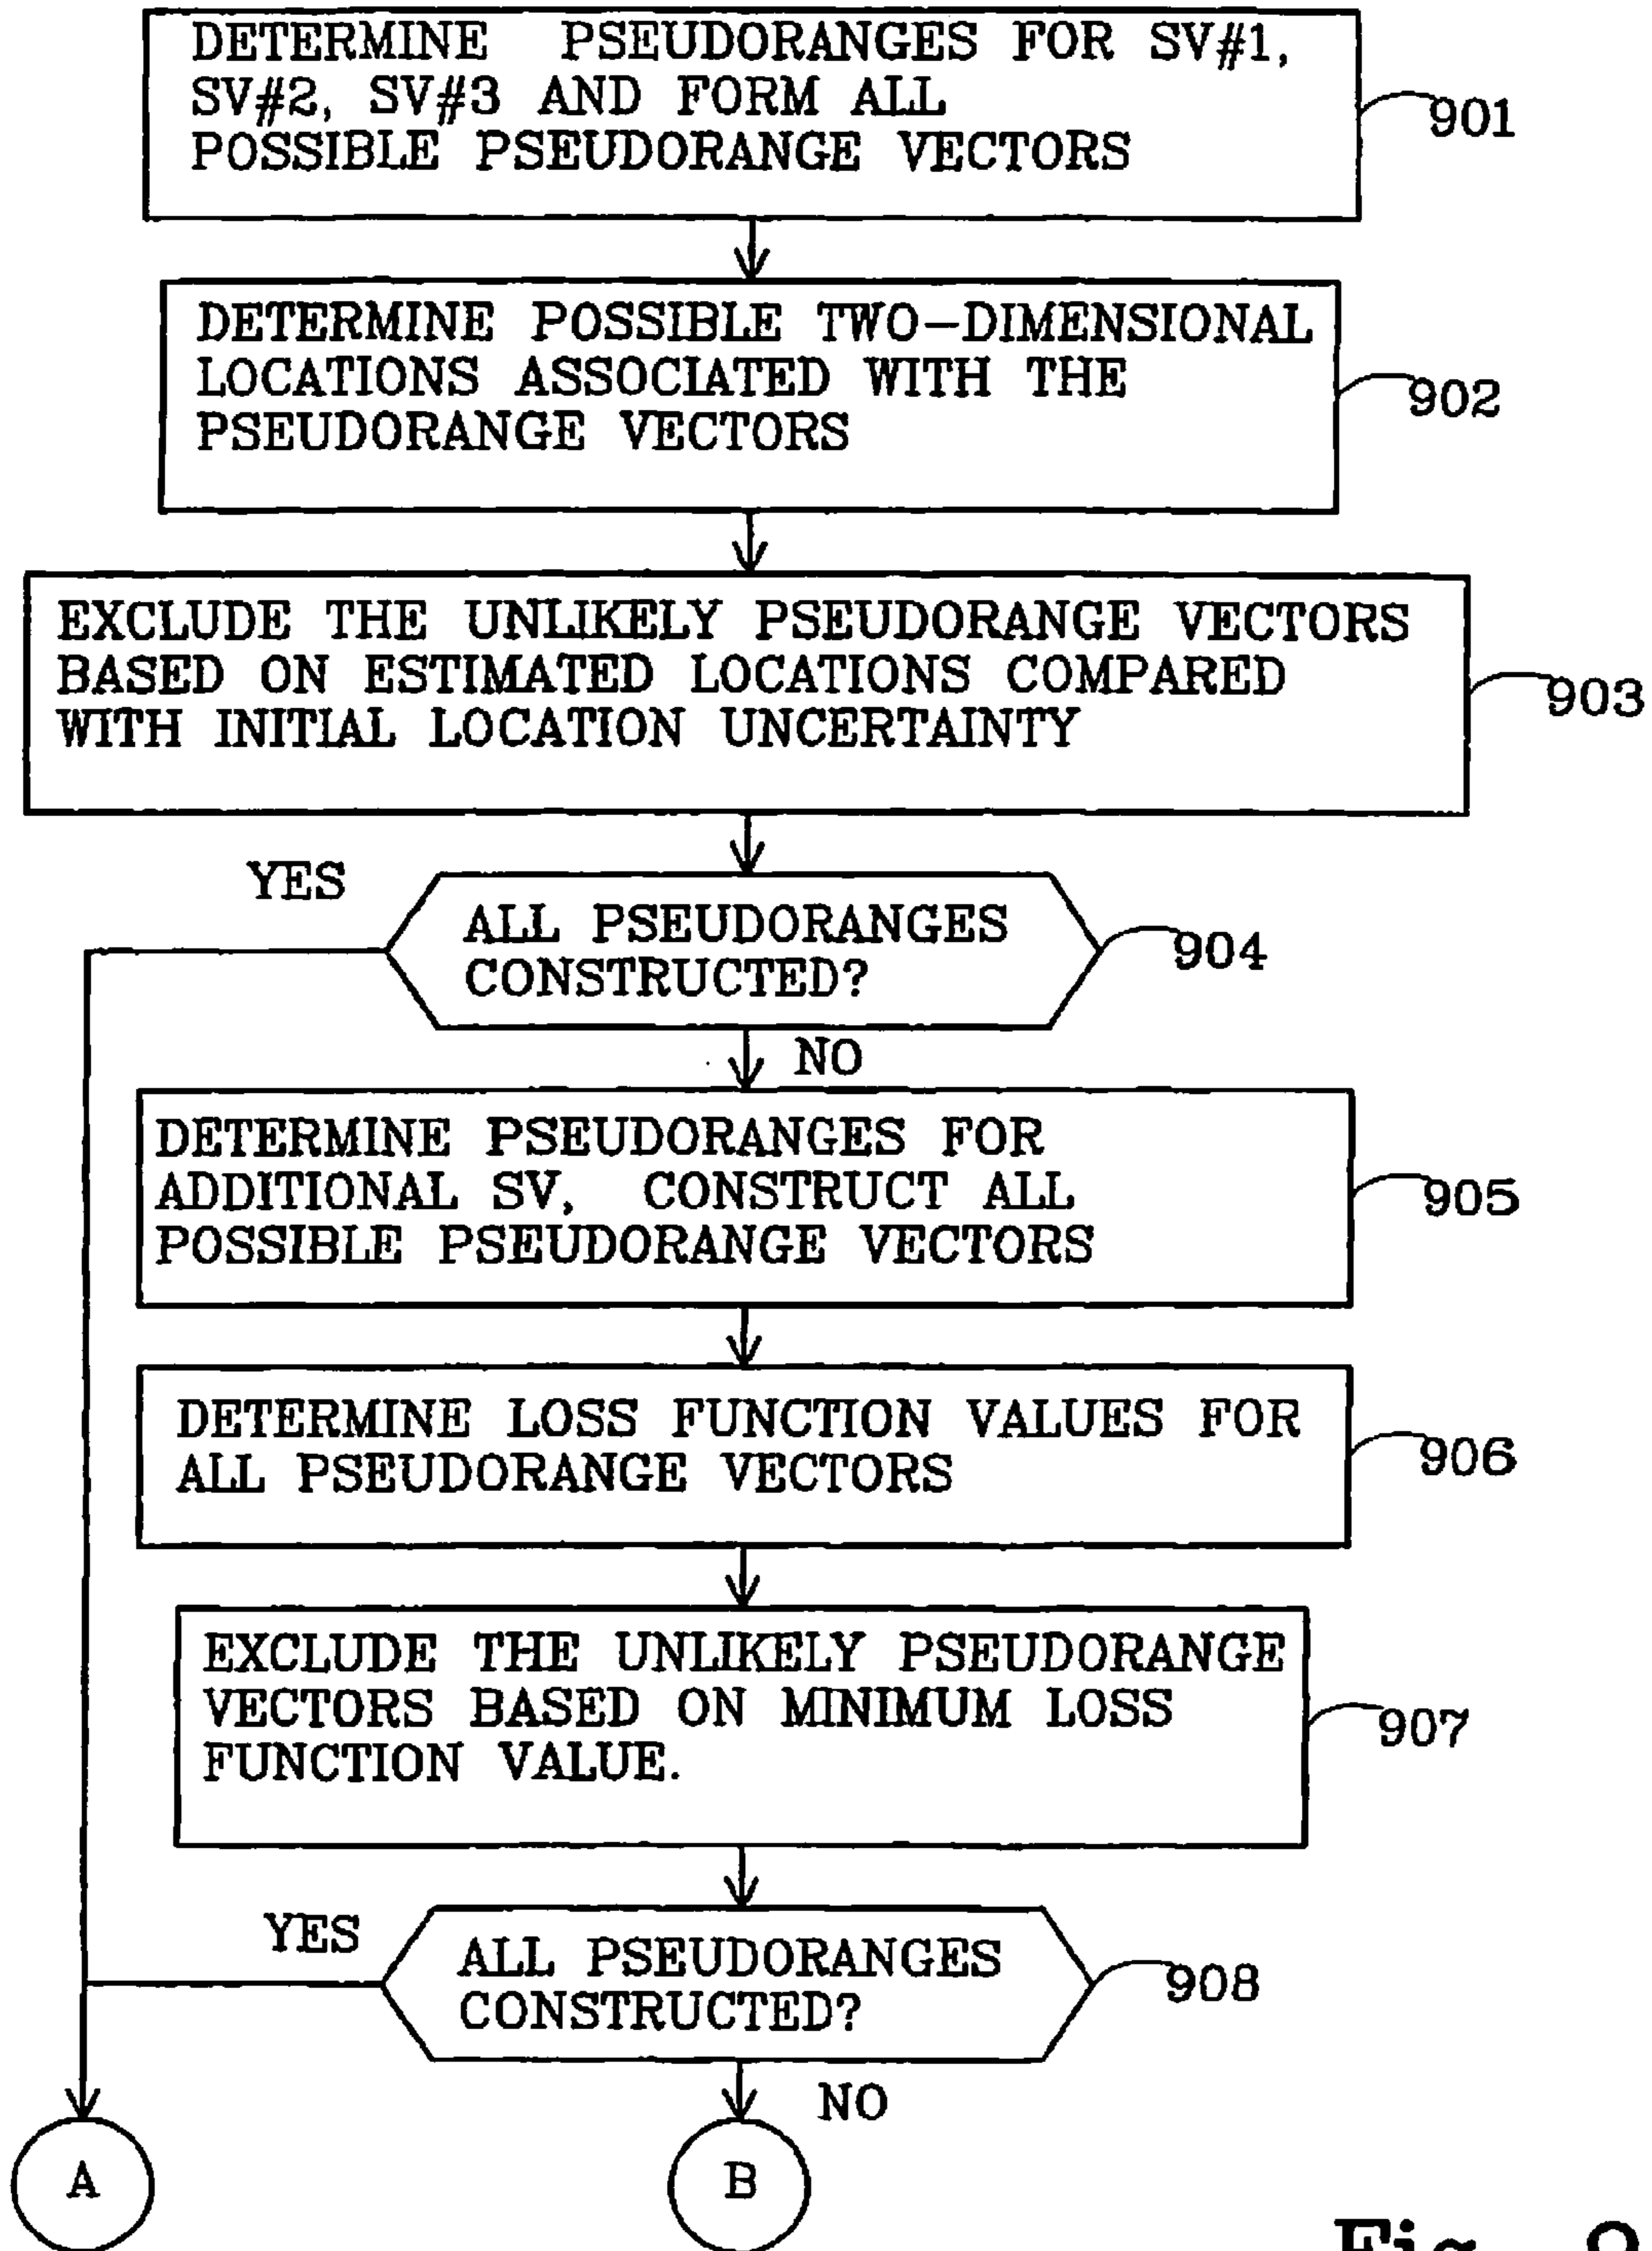 DETERMINE PSEUDORANGES FOR SV#1,
SV#2, SV#3 AND FORM ALL
POSSIBLE PSEUDORANGE VECTORS
901
DETERMINE POSSIBLE TWO-DIMENSIONAL
LOCATIONS ASSOCIATED WITH THE
PSEUDORANGE VECTORS
902
EXCLUDE THE UNLIKELY PSEUDORANGE VECTORS
BASED ON ESTIMATED LOCATIONS COMPARED
WITH INITIAL LOCATION UNCERTAINTY
903
YES
ALL PSEUDORANGES
CONSTRUCTED?
904
NO
DETERMINE PSEUDORANGES FOR
ADDITIONAL SV, CONSTRUCT ALL
POSSIBLE PSEUDORANGE VECTORS
905
DETERMINE LOSS FUNCTION VALUES FOR
ALL PSEUDORANGE VECTORS
906
EXCLUDE THE UNLIKELY PSEUDORANGE
VECTORS BASED ON MINIMUM LOSS
FUNCTION VALUE.
907
YES
ALL PSEUDORANGES
CONSTRUCTED?
908
NO
A
B
Fig. 9